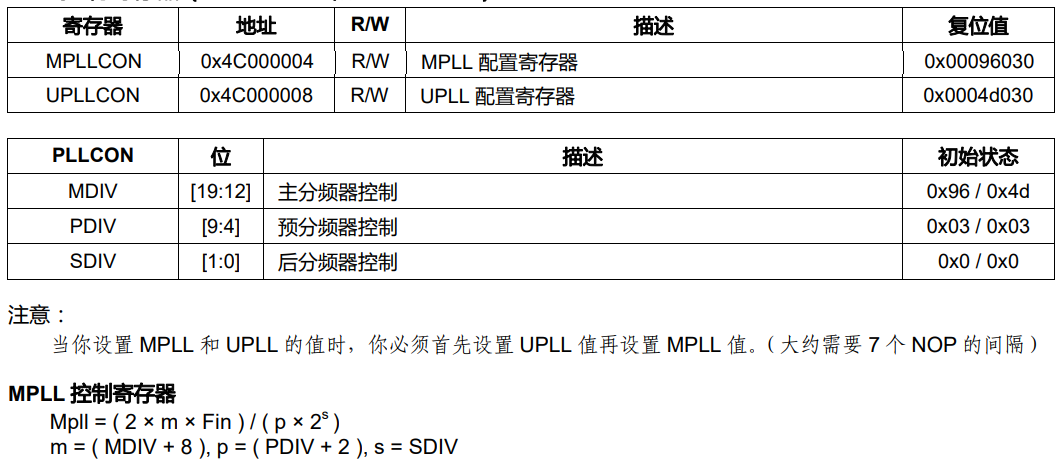 寄存器 地址 R/W 描述 复位值
MPLLCON 0x4C000004 R/W MPLL 配置寄存器 0x00096030
UPLLCON 0x4C000008 R/W UPLL 配置寄存器 0x0004d030
PLLCON 位 描述 初始状态
MDIV [19:12] 主分频器控制 0x96 / 0x4d
PDIV [9:4] 预分频器控制 0x03 / 0x03
SDIV [1:0] 后分频器控制 0x0 / 0x0
注意：
当你设置 MPLL 和 UPLL 的值时，你必须首先设置 UPLL 值再设置 MPLL 值。（大约需要 7 个 NOP 的间隔）
MPLL 控制寄存器
Mpll = ( 2 × m × Fin ) / ( p × 2ˢ )
m = ( MDIV + 8 ), p = ( PDIV + 2 ), s = SDIV